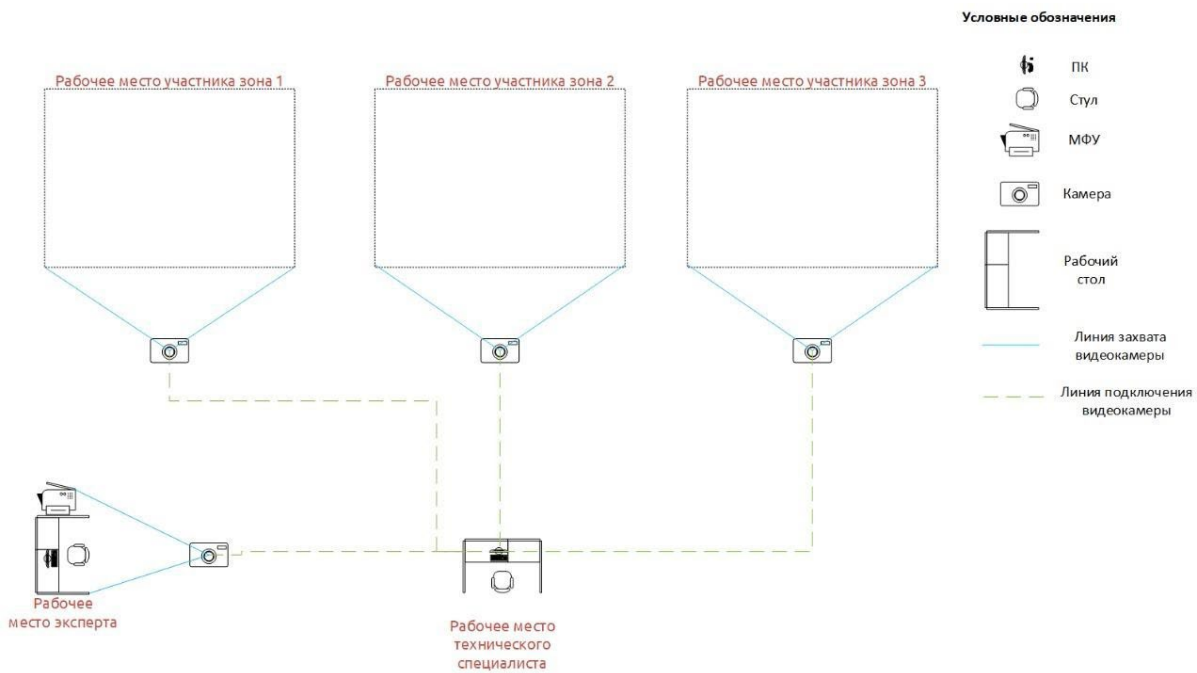 Условные обозначения
Рабочее место участника зона 1
Рабочее место участника зона 2
Рабочее место участника зона 3
ПК
Стул
МФУ
Камера
Рабочий
стол
Линия захвата
видеокамеры
Линия подключения
видеокамеры
Рабочее
место эксперта
Рабочее место
технического
специалиста